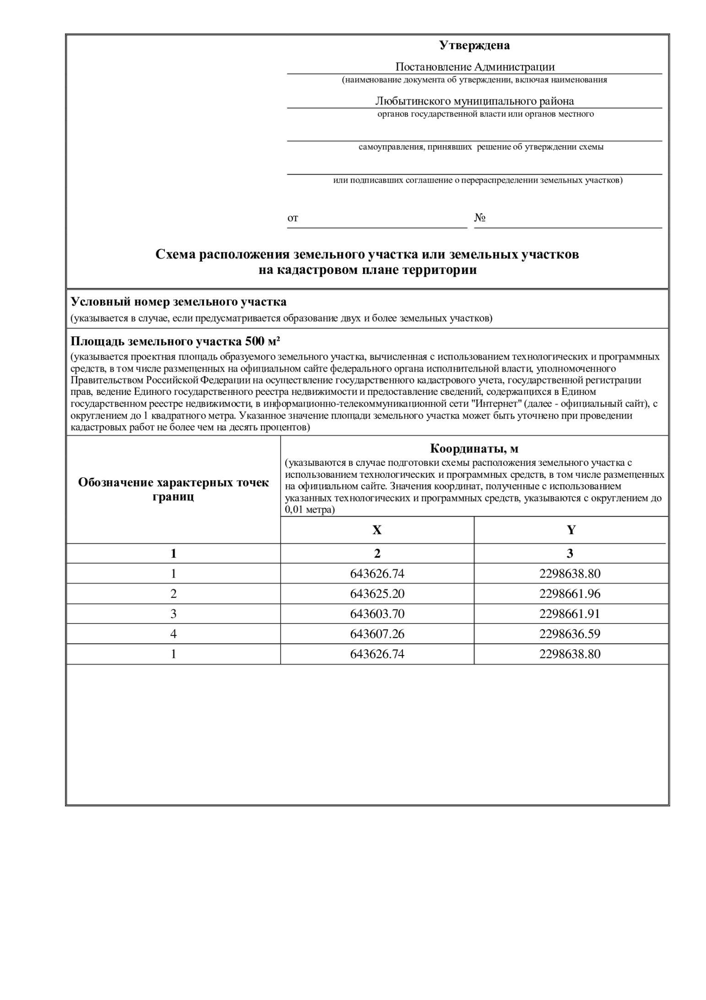 Утверждена
Постановление Администрации
(наименование документа об утверждении, включая наименования
Любытинского муниципального района
органов государственной власти или органов местного
самоуправления, принявших  решение об утверждении схемы
или подписавших соглашение о перераспределении земельных участков)
от № 
Схема расположения земельного участка или земельных участков
на кадастровом плане территории
Условный номер земельного участка
(указывается в случае, если предусматривается образование двух и более земельных участков)
Площадь земельного участка 500 м²
(указывается проектная площадь образуемого земельного участка, вычисленная с использованием технологических и программных
средств, в том числе размещенных на официальном сайте федерального органа исполнительной власти, уполномоченного
Правительством Российской Федерации на осуществление государственного кадастрового учета, государственной регистрации
прав, ведение Единого государственного реестра недвижимости и предоставление сведений, содержащихся в Едином
государственном реестре недвижимости, в информационно-телекоммуникационной сети "Интернет" (далее - официальный сайт), с
округлением до 1 квадратного метра. Указанное значение площади земельного участка может быть уточнено при проведении
кадастровых работ не более чем на десять процентов)
Обозначение характерных точек
границ
Координаты, м
(указываются в случае подготовки схемы расположения земельного участка с
использованием технологических и программных средств, в том числе размещенных
на официальном сайте. Значения координат, полученные с использованием
указанных технологических и программных средств, указываются с округлением до
0,01 метра)
X Y
1 2 3
1 643626.74 2298638.80
2 643625.20 2298661.96
3 643603.70 2298661.91
4 643607.26 2298636.59
1 643626.74 2298638.80